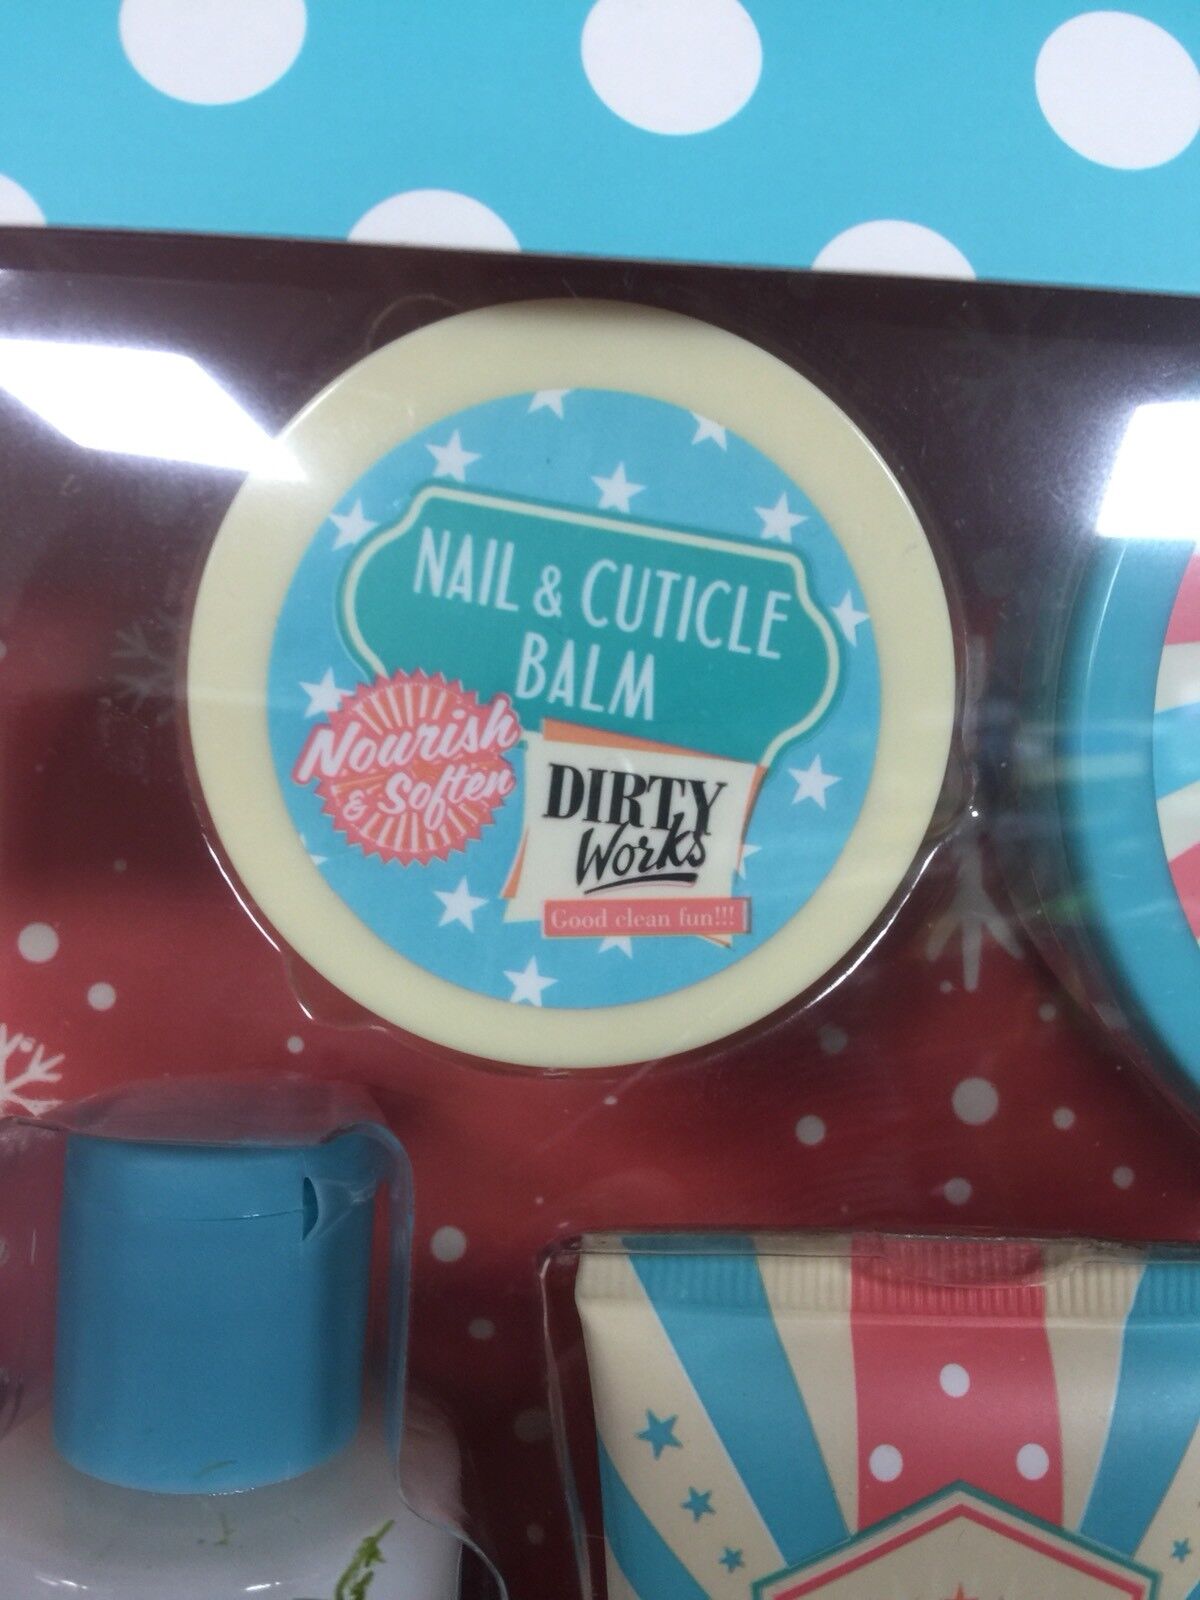 NAIL & CUTICLE
BALM
Nourish
& Soften
DIRTY
Works
Good clean fun!!!